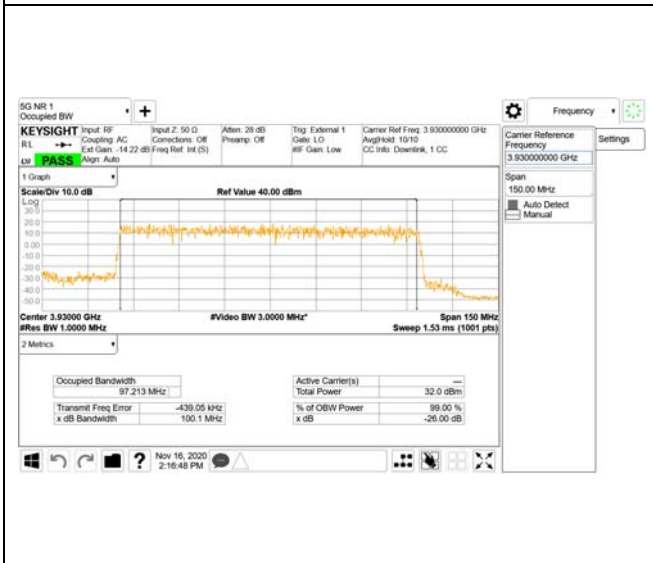 5G NR 1
Occupied BW
+
Frequency
KEYSIGHT
RL
PASS
Input: RF
Coupling: AC
Ext Gain: -14.22 dB
Align: Auto
Input Z: 50 Ω
Corrections: Off
Freq Ref: Int (S)
Atten: 28 dB
Preamp: Off
Trig: External 1
Gate: LO
#IF Gain: Low
Carrier Ref Freq: 3.930000000 GHz
Avg|Hold: 10/10
CC Info: Downlink, 1 CC
Carrier Reference
Frequency
3.930000000 GHz
Settings
Span
150.00 MHz
Auto Detect
Manual
1 Graph
Scale/Div 10.0 dB
Ref Value 40.00 dBm
Log
30.0
20.0
10.0
0.00
-10.0
-20.0
-30.0
-40.0
-50.0
Center 3.93000 GHz
#Video BW 3.0000 MHz*
Span 150 MHz
#Res BW 1.0000 MHz
Sweep 1.53 ms (1001 pts)
2 Metrics
Occupied Bandwidth
97.213 MHz
Active Carrier(s)
---
Total Power
32.0 dBm
Transmit Freq Error
-439.05 kHz
% of OBW Power
99.00 %
x dB Bandwidth
100.1 MHz
x dB
-26.00 dB
?
Nov 16, 2020
2:16:48 PM